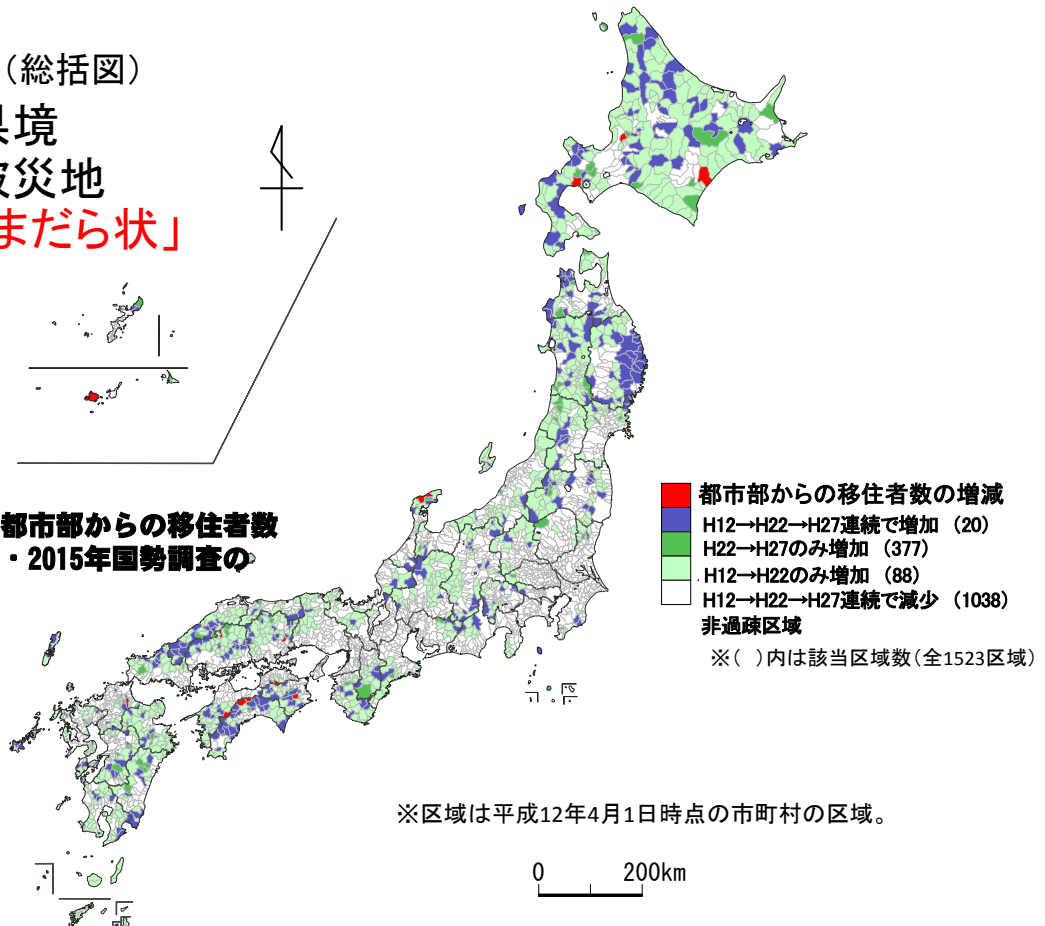 （総括図）
県境
被災地
まだら状」
都市部からの移住者数
・2015年国勢調査の
都市部からの移住者数の増減
H12→H22→H27連続で増加 （20）
H22→H27のみ増加 （377）
H12→H22のみ増加 （88）
H12→H22→H27連続で減少 （1038）
非過疎区域
※（ ）内は該当区域数（全1523区域）
※区域は平成12年4月1日時点の市町村の区域。
0 200km